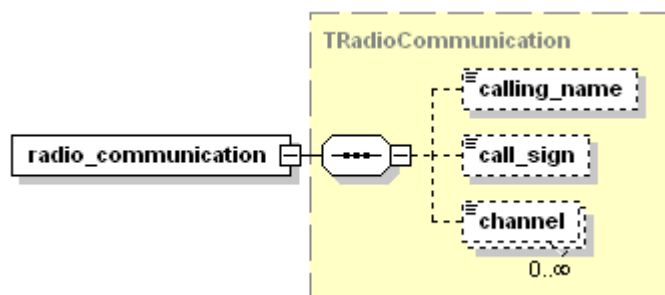 TRadioCommunication
calling_name
radio_communication
call_sign
channel
0..∞